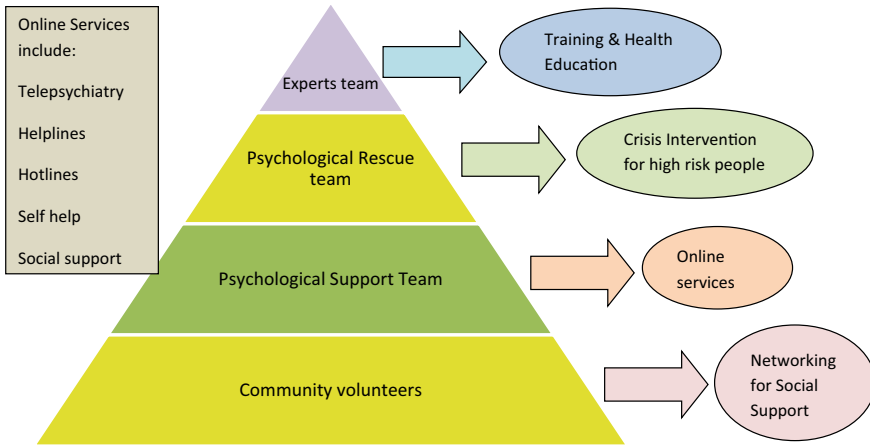 Online Services
include:
Telepsychiatry
Helplines
Hotlines
Self help
Social support
Experts team
Training & Health
Education
Psychological Rescue
team
Crisis Intervention
for high risk people
Psychological Support Team
Online
services
Community volunteers
Networking
for Social
Support